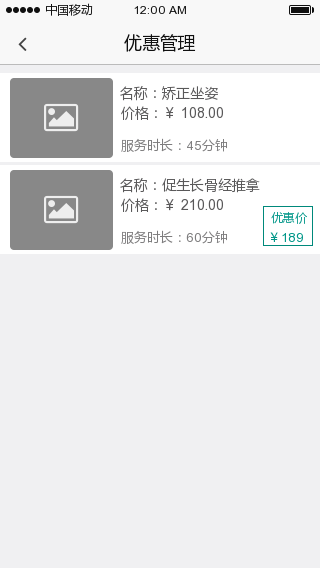 中国移动 12:00 AM
优惠管理
名称：矫正坐姿
价格：¥ 108.00
服务时长：45分钟
名称：促生长骨经推拿
价格：¥ 210.00
服务时长：60分钟
优惠价
¥ 189